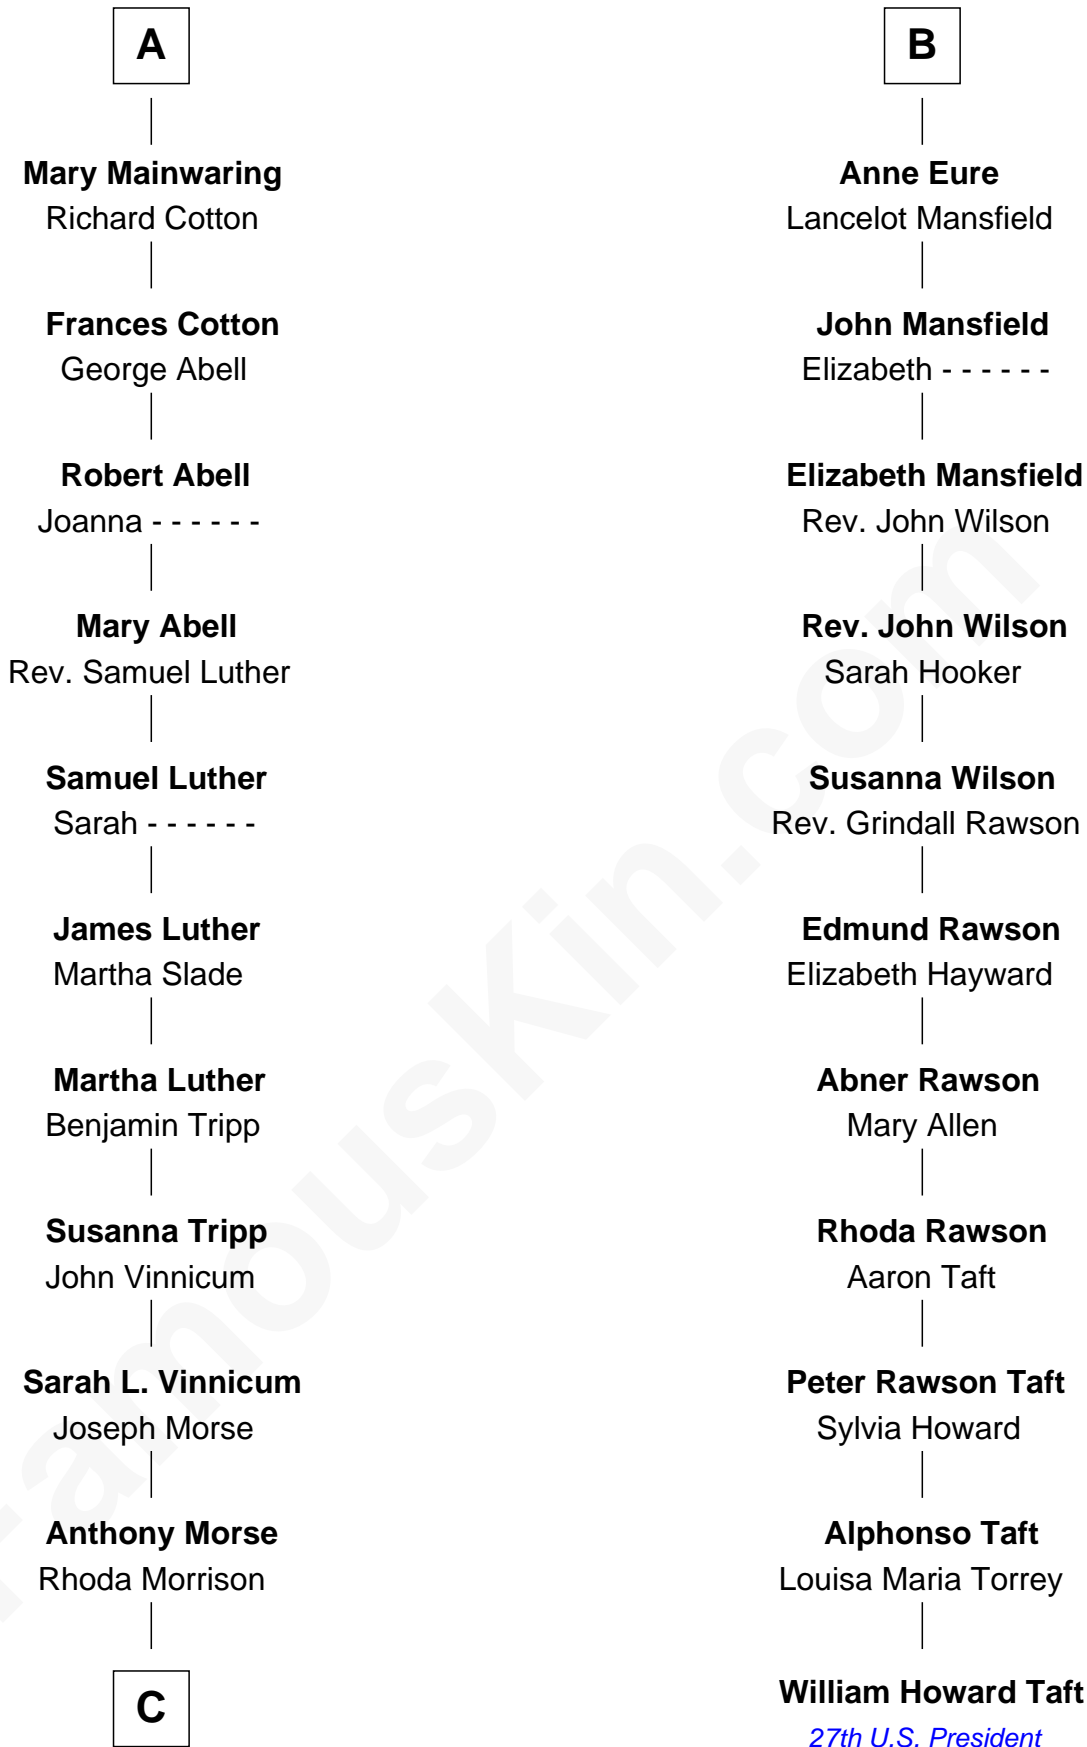 A
Mary Mainwaring
Richard Cotton
Frances Cotton
George Abell
Robert Abell
Joanna - - - - - -
Mary Abell
Rev. Samuel Luther
Samuel Luther
Sarah - - - - - -
James Luther
Martha Slade
Martha Luther
Benjamin Tripp
Susanna Tripp
John Vinnicum
Sarah L. Vinnicum
Joseph Morse
Anthony Morse
Rhoda Morrison
C
B
Anne Eure
Lancelot Mansfield
John Mansfield
Elizabeth - - - - - -
Elizabeth Mansfield
Rev. John Wilson
Rev. John Wilson
Sarah Hooker
Susanna Wilson
Rev. Grindall Rawson
Edmund Rawson
Elizabeth Hayward
Abner Rawson
Mary Allen
Rhoda Rawson
Aaron Taft
Peter Rawson Taft
Sylvia Howard
Alphonso Taft
Louisa Maria Torrey
William Howard Taft
27th U.S. President
FamousKin.com